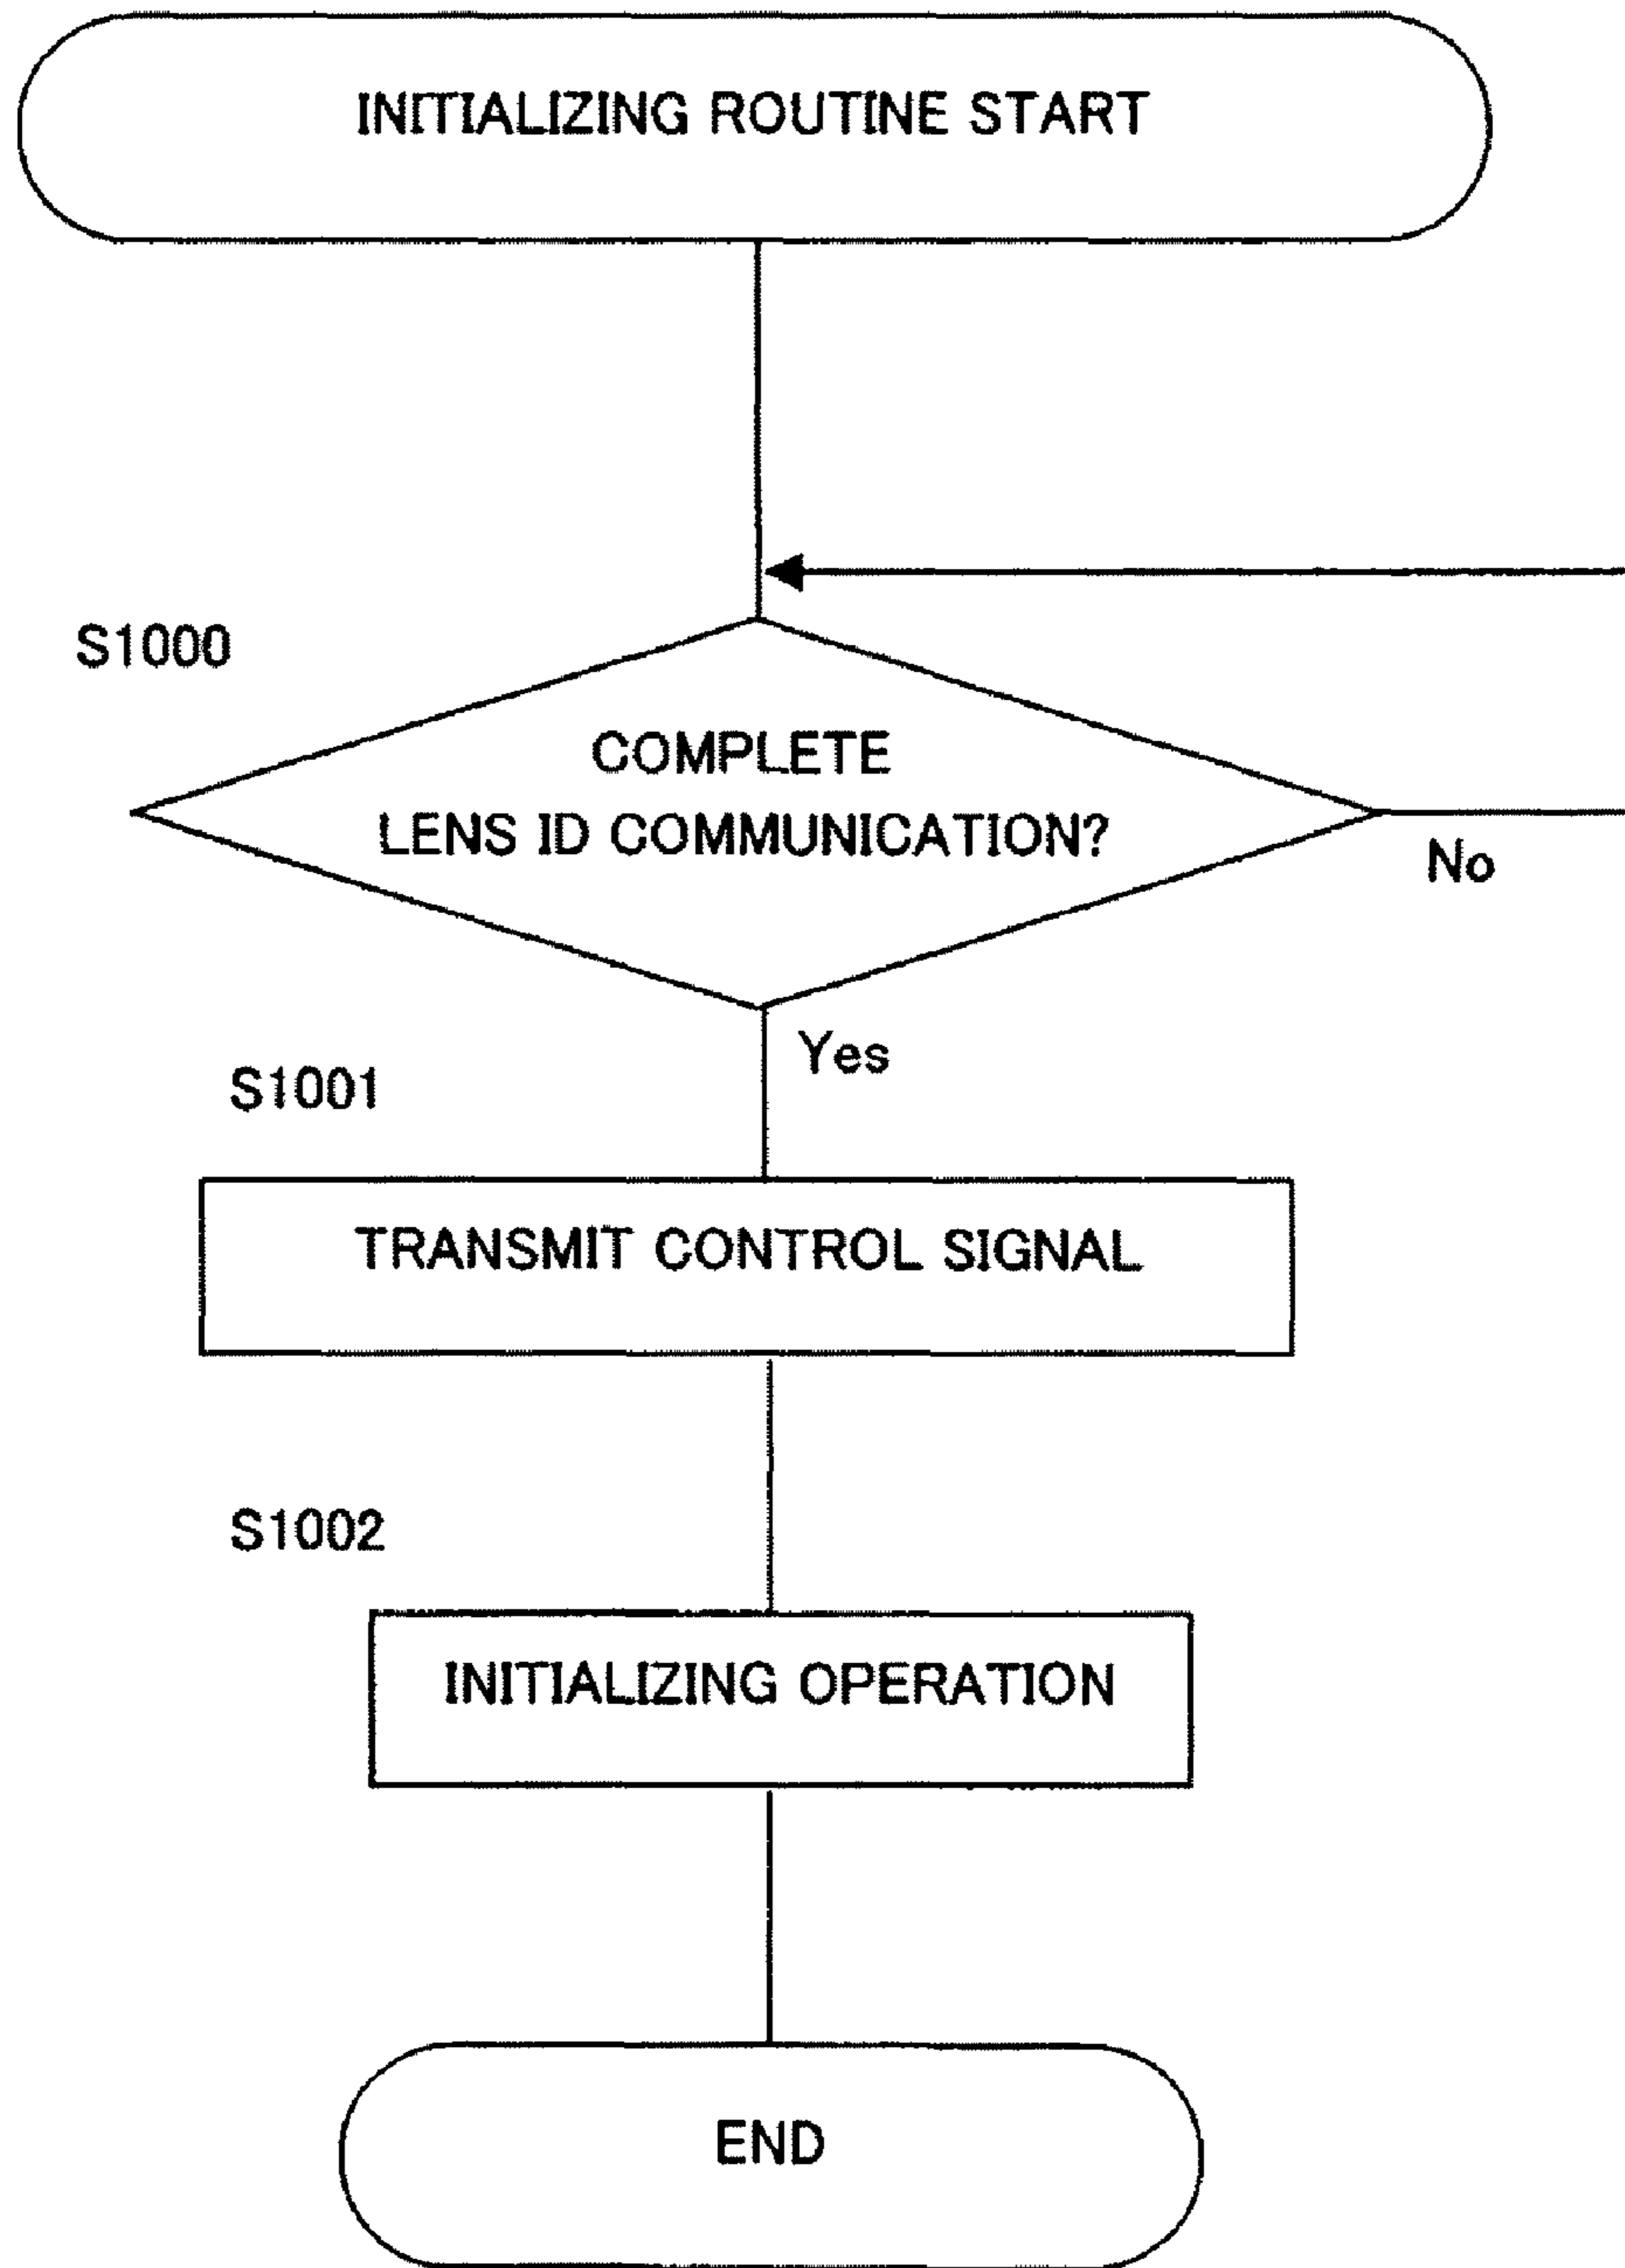 INITIALIZING ROUTINE START
S1000
COMPLETE
LENS ID COMMUNICATION?
No
Yes
S1001
TRANSMIT CONTROL SIGNAL
S1002
INITIALIZING OPERATION
END